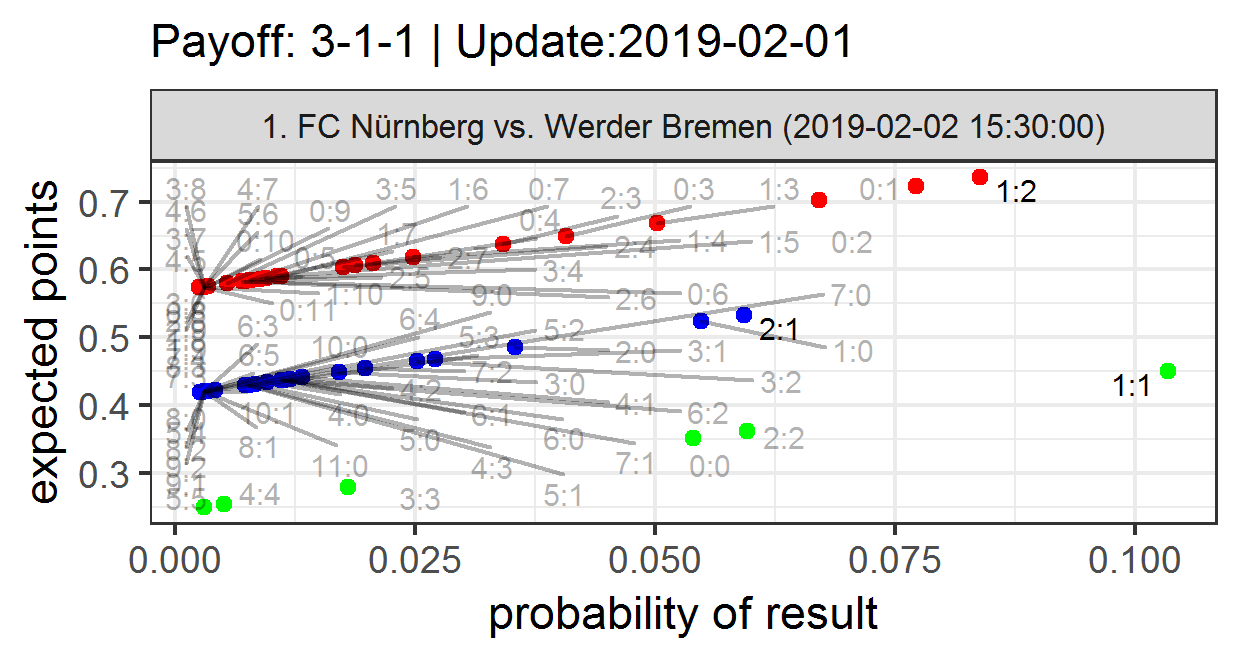 Payoff: 3-1-1 | Update:2019-02-01
1. FC Nürnberg vs. Werder Bremen (2019-02-02 15:30:00)
expected points
0.7
0.6
0.5
0.4
0.3
3:8 4:7 3:5 1:6 0:7 0:3 1:3 0:1 1:2
4:6 5:6 0:9 2:3
0:4
3:7 0:10 1:7 2:4 1:4 1:5 0:2
0:5 2:7 3:4
2:5
1:10 9:0 2:6 0:6 7:0
0:11
6:3 6:4 5:3 5:2 2:1
6:5 10:0 2:0 3:1 1:0
7:2 3:0 3:2
4:2 4:1 1:1
10:1 4:0 6:1 6:2
8:1 5:0 6:0 2:2
9:2 11:0 4:3 7:1 0:0
9:1
5:5 4:4 3:3 5:1
0.000 0.025 0.050 0.075 0.100
probability of result